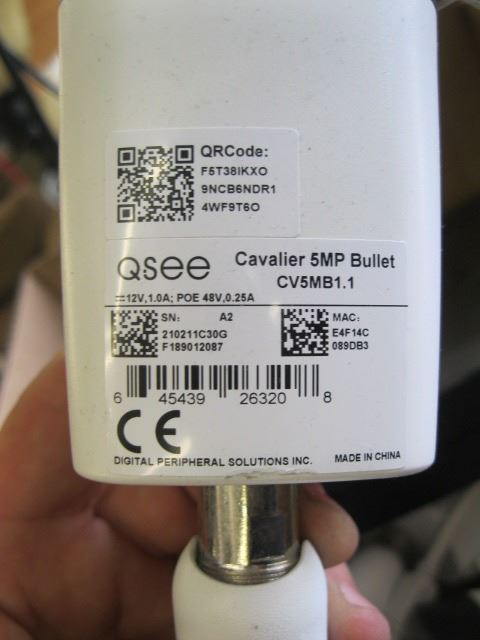 QRCode:
F5T38IKXO
9NCB6NDR1
4WF9T6O
Qsee
Cavalier 5MP Bullet
CV5MB1.1
⎓12V,1.0A; POE 48V,0.25A
SN: A2
210211C30G
F189012087
MAC:
E4F14C
089DB3
6 45439 26320 8
CE
DIGITAL PERIPHERAL SOLUTIONS INC. MADE IN CHINA